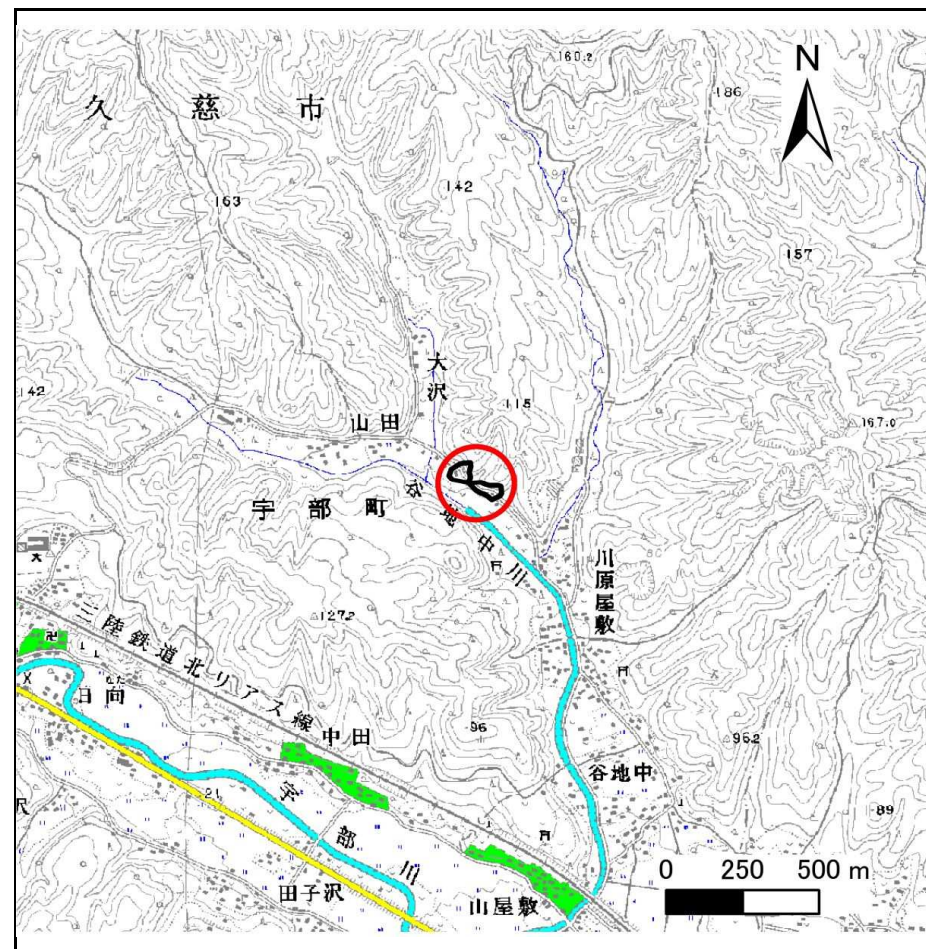 160.2
186
N
久慈市
142
163
157
大沢
115
142
山田
167.0
宇部町
谷地中川
川原屋敷
127.2
三陸鉄道北リアス線
日向
中田
96
96.2
谷地中
21
宇部川
89
0 250 500 m
沢
田子沢
山屋敷